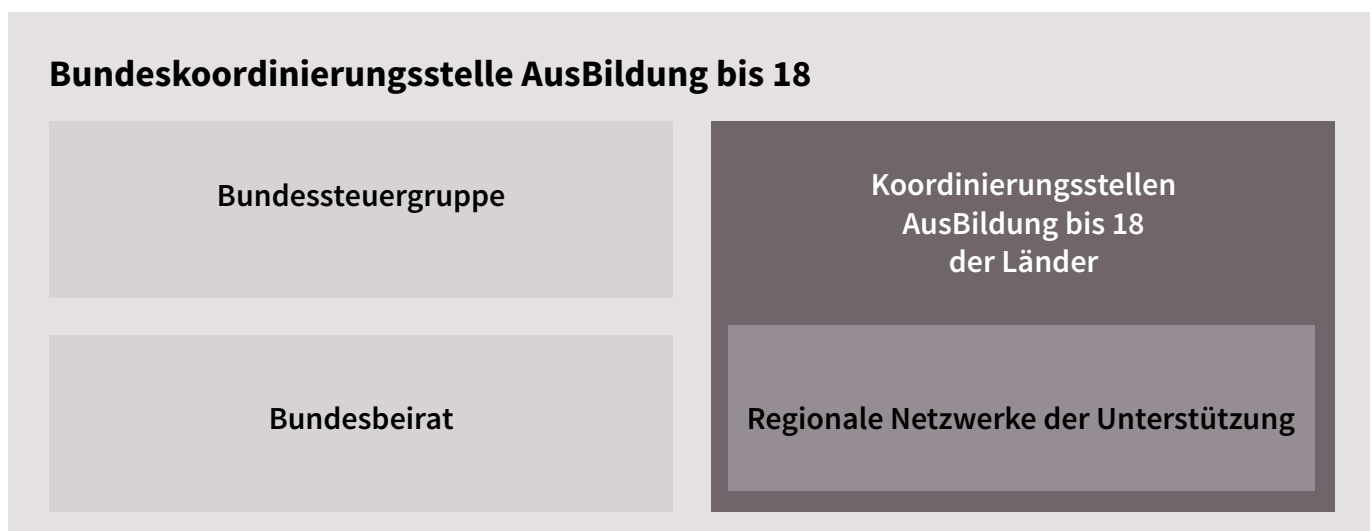 Bundeskoordinierungsstelle AusBildung bis 18
Bundessteuergruppe
Koordinierungsstellen
AusBildung bis 18
der Länder
Bundesbeirat
Regionale Netzwerke der Unterstützung